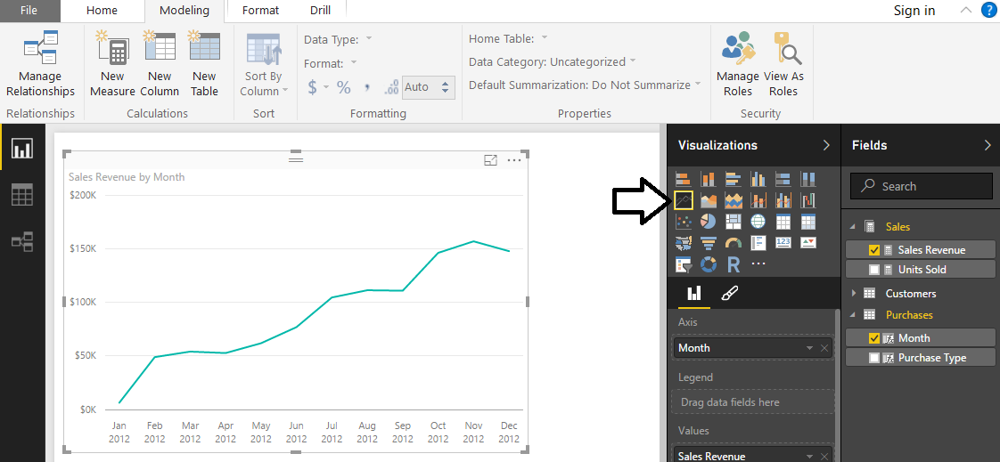 File Home Modeling Format Drill Sign in ?
Manage Relationships
New Measure
New Column
New Table
Sort By Column
Data Type:
Format:
$ % , .00 Auto
Home Table:
Data Category: Uncategorized
Default Summarization: Do Not Summarize
Manage Roles
View As Roles
Relationships Calculations Sort Formatting Properties Security
Sales Revenue by Month
$200K
$150K
$100K
$50K
$0K
Jan Feb Mar Apr May Jun Jul Aug Sep Oct Nov Dec
2012 2012 2012 2012 2012 2012 2012 2012 2012 2012 2012 2012
Visualizations
123
R
Axis
Month
Legend
Drag data fields here
Values
Sales Revenue
Fields
Search
Sales
Sales Revenue
Units Sold
Customers
Purchases
Month
Purchase Type